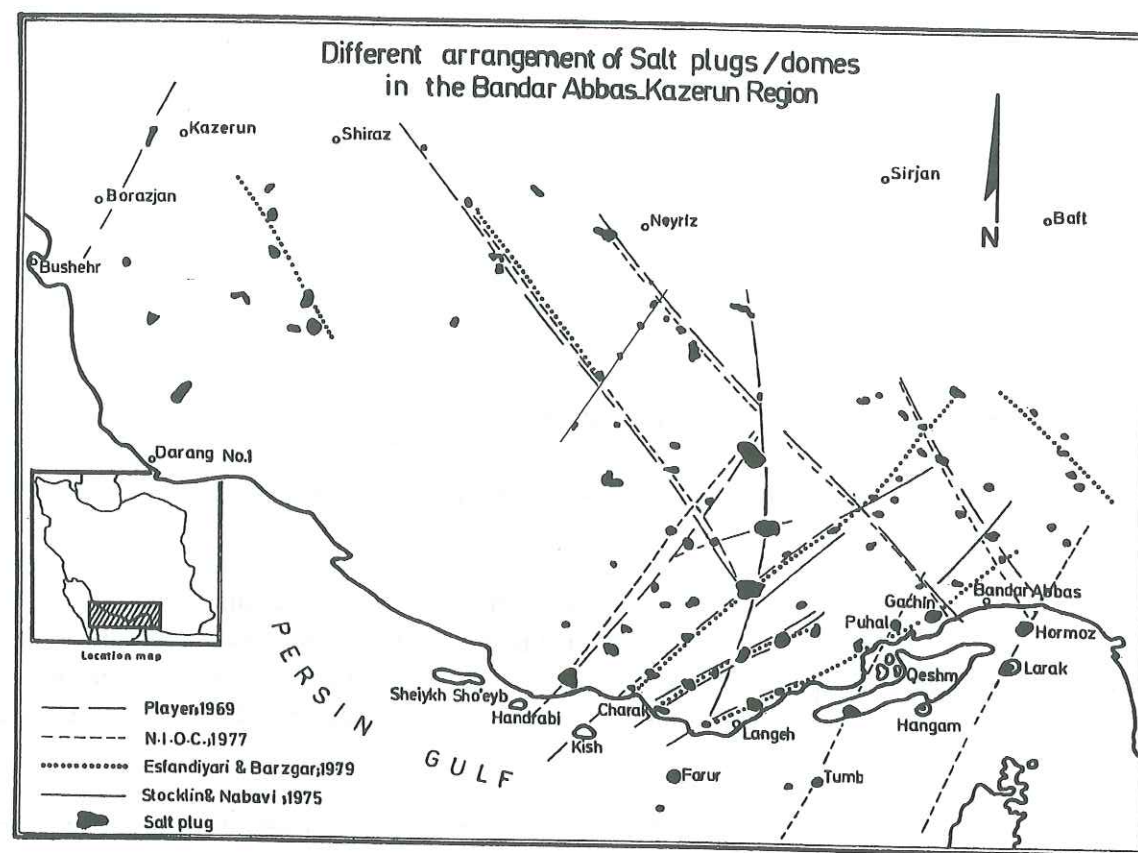 Different arrangement of Salt plugs/domes
in the Bandar Abbas-Kazerun Region
Kazerun
Shiraz
Sirjan
Borazjan
Neyriz
Baft
N
Bushehr
Darang No.1
Location map
Bandar Abbas
Gachin
Puhal
Hormoz
Qeshm
Larak
Sheiykh Sho'eyb
Handrabi
Charak
Hangam
Kish
Langeh
Farur
Tumb
PERSIN GULF
Player,1969
N.I.O.C.,1977
Esfandiyari & Barzgar,1979
Stocklin& Nabavi ,1975
Salt plug